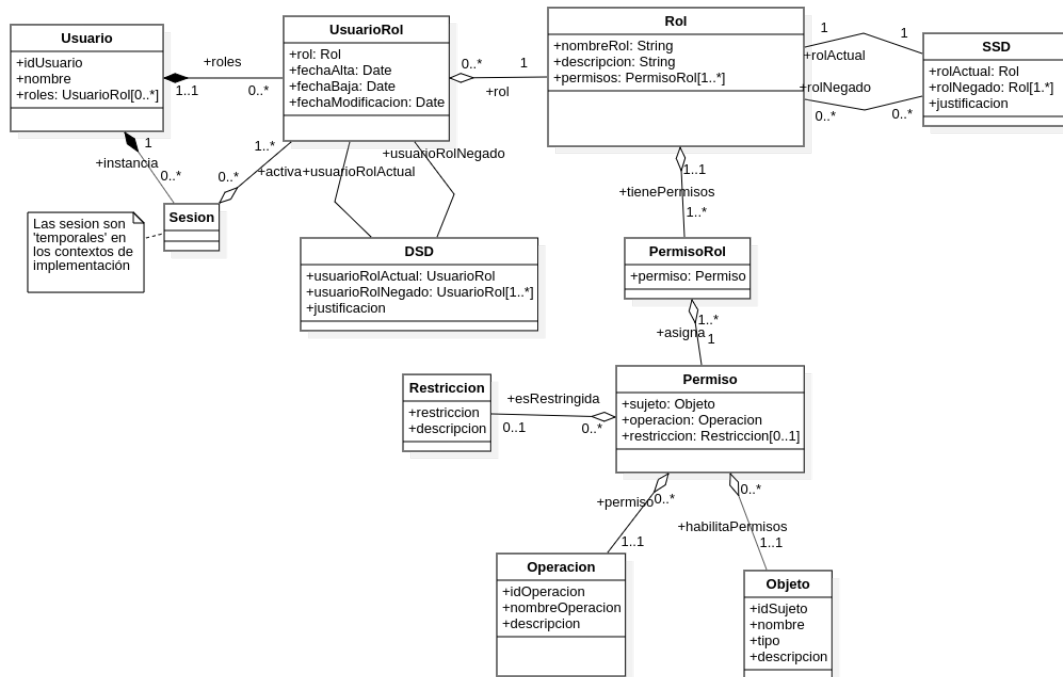 Usuario
+idUsuario
+nombre
+roles: UsuarioRol[0..*]
+roles
1..1
0..*
UsuarioRol
+rol: Rol
+fechaAlta: Date
+fechaBaja: Date
+fechaModificacion: Date
0..*
1
+rol
Rol
+nombreRol: String
+descripcion: String
+permisos: PermisoRol[1..*]
1
1
+rolActual
+rolNegado
0..*
0..*
SSD
+rolActual: Rol
+rolNegado: Rol[1.*]
+justificacion
1
+instancia
0..*
0..*
1..*
+activa
+usuarioRolActual
+usuarioRolNegado
Sesion
Las sesion son
'temporales' en
los contextos de
implementación
DSD
+usuarioRolActual: UsuarioRol
+usuarioRolNegado: UsuarioRol[1..*]
+justificacion
1..1
+tienePermisos
1..*
PermisoRol
+permiso: Permiso
1..*
+asigna
1
Restriccion
+restriccion
+descripcion
+esRestringida
0..1
0..*
Permiso
+sujeto: Objeto
+operacion: Operacion
+restriccion: Restriccion[0..1]
+permiso
0..*
1..1
0..*
+habilitaPermisos
1..1
Operacion
+idOperacion
+nombreOperacion
+descripcion
Objeto
+idSujeto
+nombre
+tipo
+descripcion